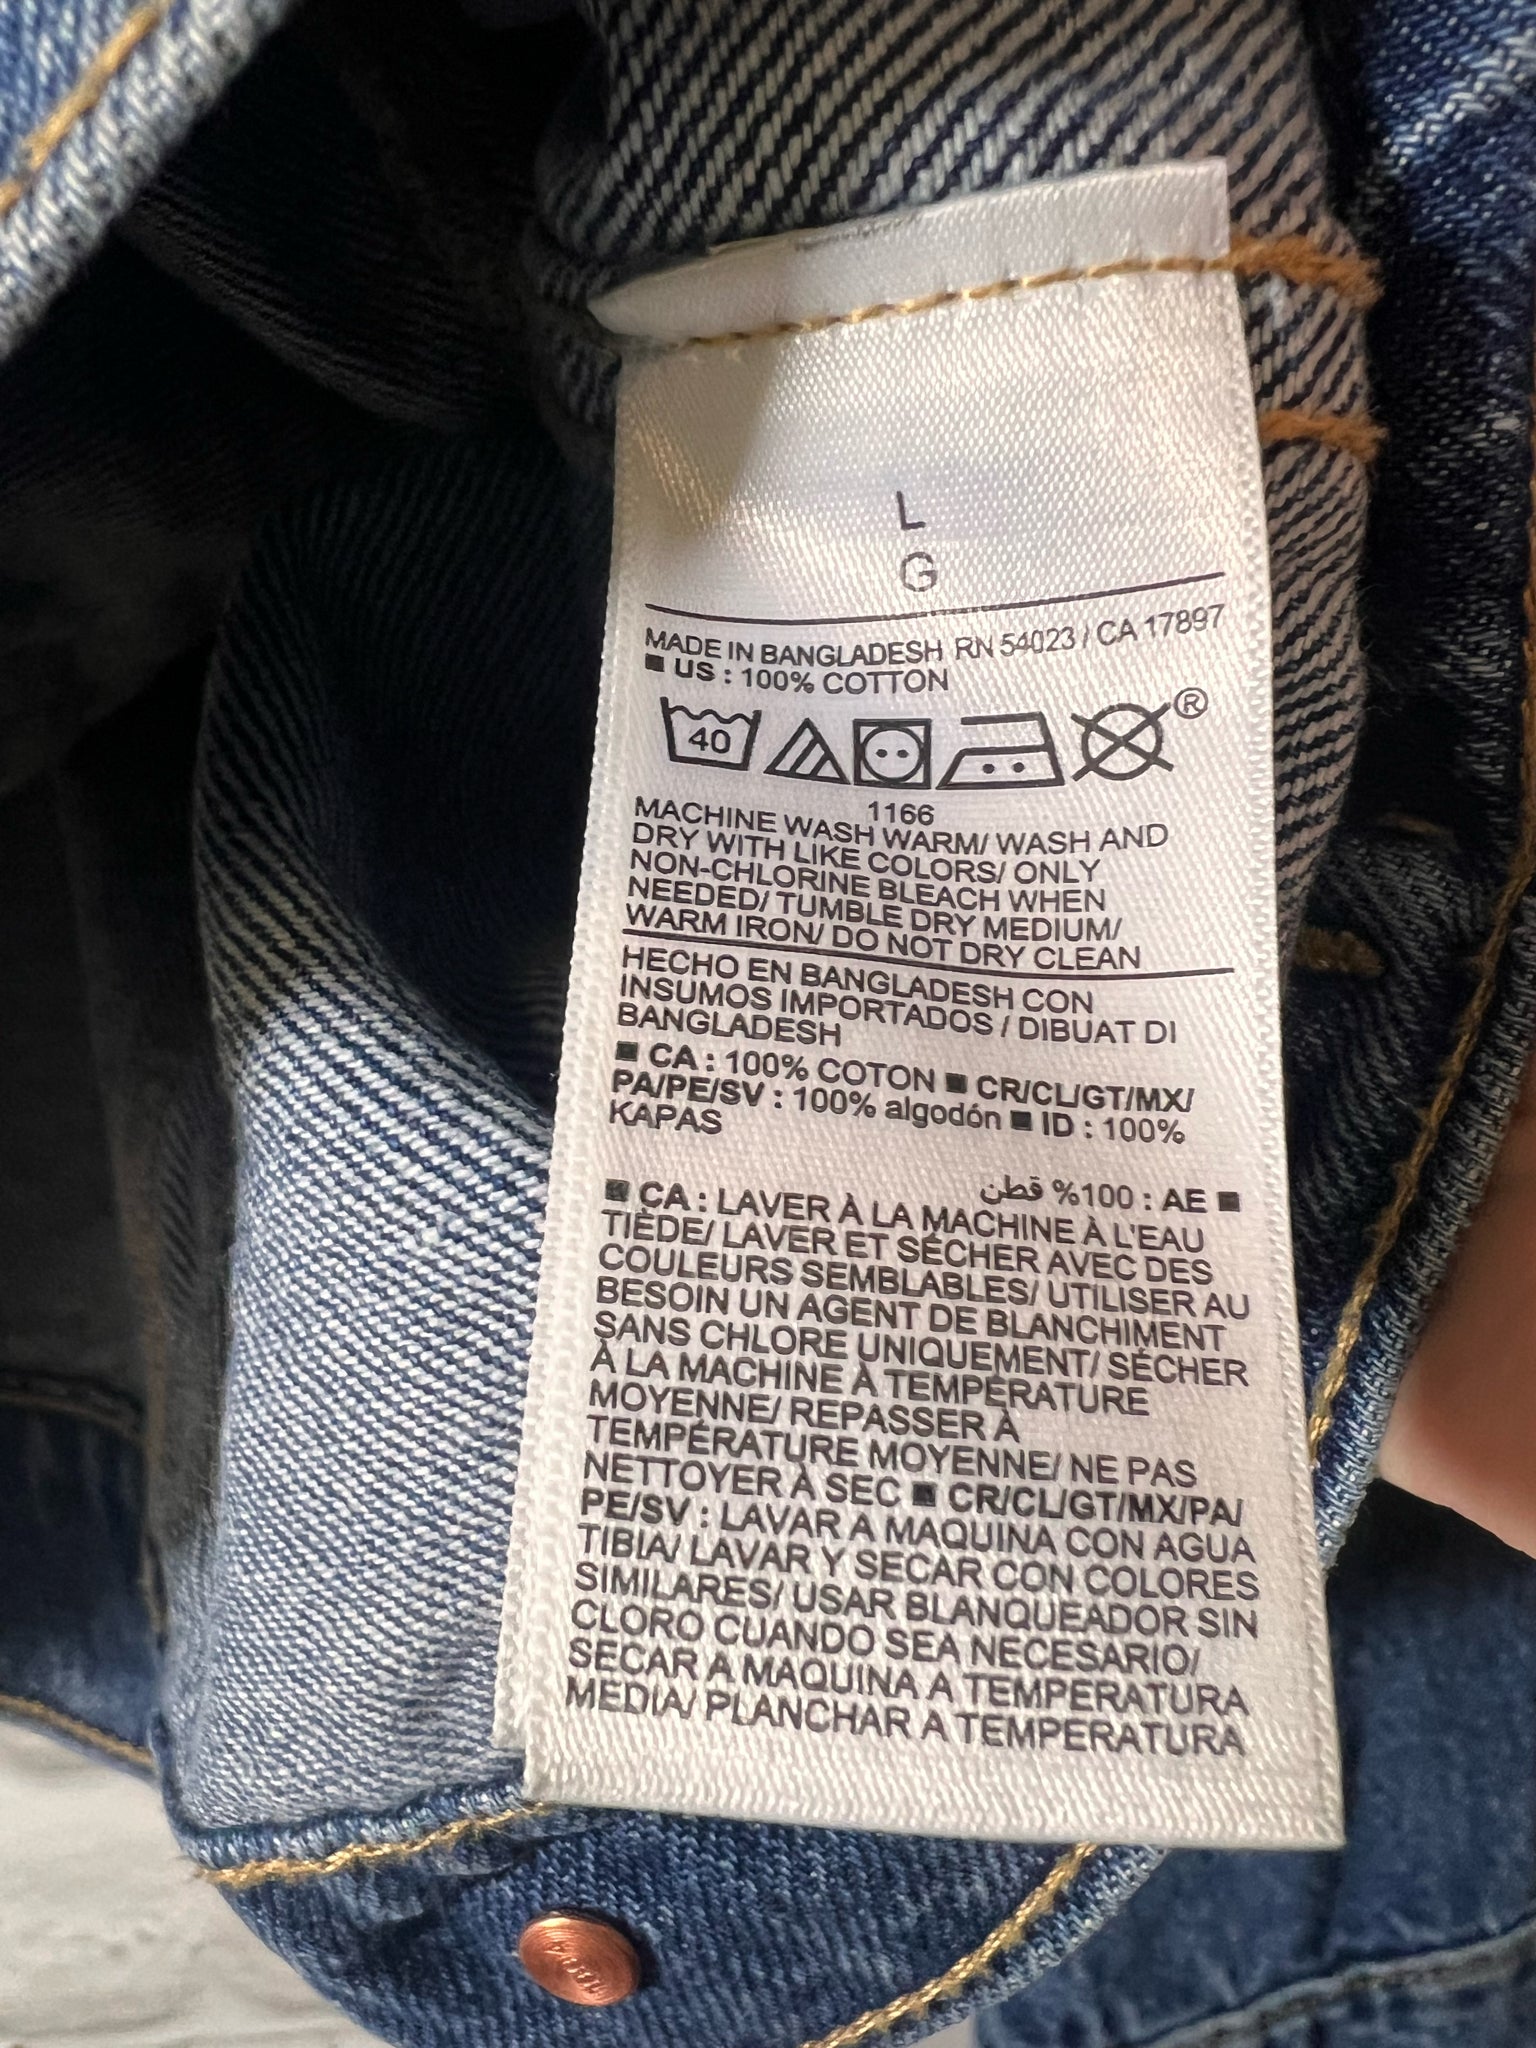 L
G
MADE IN BANGLADESH RN 54023 / CA 17897
■ US : 100% COTTON
40
®
1166
MACHINE WASH WARM/ WASH AND
DRY WITH LIKE COLORS/ ONLY
NON-CHLORINE BLEACH WHEN
NEEDED/ TUMBLE DRY MEDIUM/
WARM IRON/ DO NOT DRY CLEAN
HECHO EN BANGLADESH CON
INSUMOS IMPORTADOS / DIBUAT DI
BANGLADESH
■ CA : 100% COTON ■ CR/CL/GT/MX/
PA/PE/SV : 100% algodón ■ ID : 100%
KAPAS
■ AE : 100% قطن
■ CA : LAVER À LA MACHINE À L'EAU
TIÈDE/ LAVER ET SÉCHER AVEC DES
COULEURS SEMBLABLES/ UTILISER AU
BESOIN UN AGENT DE BLANCHIMENT
SANS CHLORE UNIQUEMENT/ SÉCHER
À LA MACHINE À TEMPÉRATURE
MOYENNE/ REPASSER À
TEMPÉRATURE MOYENNE/ NE PAS
NETTOYER À SEC ■ CR/CL/GT/MX/PA/
PE/SV : LAVAR A MAQUINA CON AGUA
TIBIA/ LAVAR Y SECAR CON COLORES
SIMILARES/ USAR BLANQUEADOR SIN
CLORO CUANDO SEA NECESARIO/
SECAR A MAQUINA A TEMPERATURA
MEDIA/ PLANCHAR A TEMPERATURA